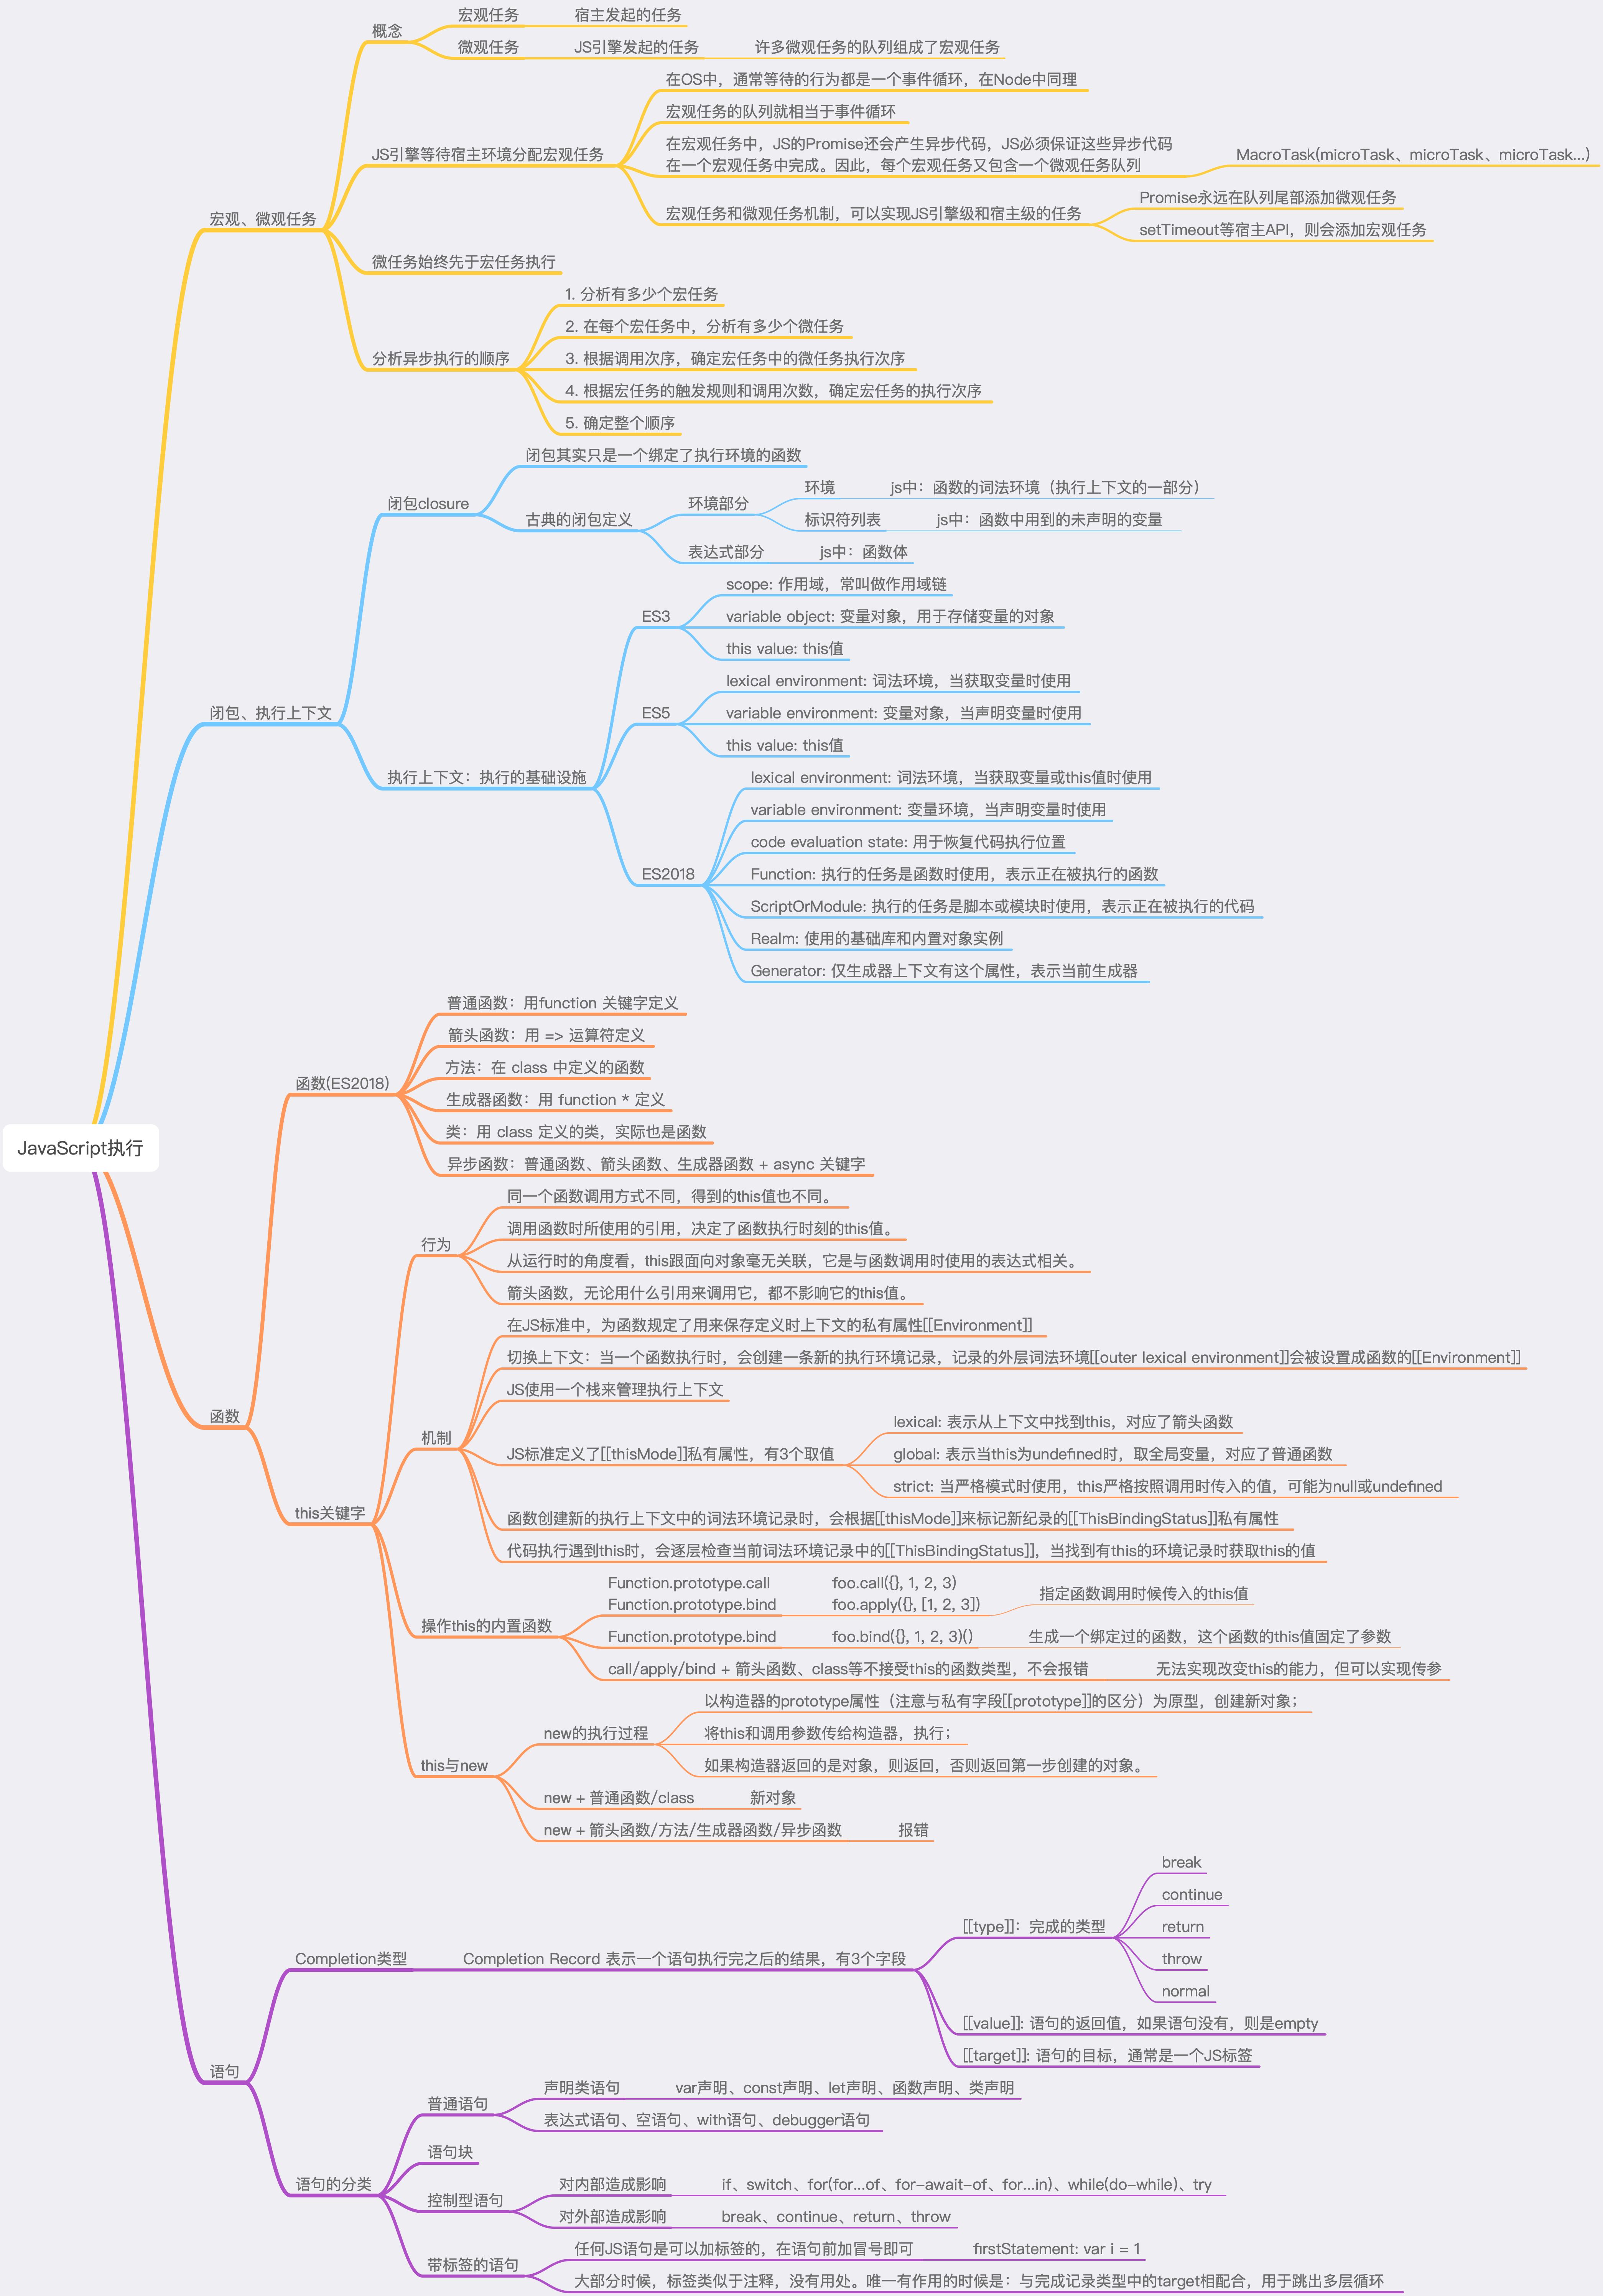 JavaScript执行
宏观、微观任务
概念
宏观任务
宿主发起的任务
微观任务
JS引擎发起的任务
许多微观任务的队列组成了宏观任务
JS引擎等待宿主环境分配宏观任务
在OS中，通常等待的行为都是一个事件循环，在Node中同理
宏观任务的队列就相当于事件循环
在宏观任务中，JS的Promise还会产生异步代码，JS必须保证这些异步代码
在一个宏观任务中完成。因此，每个宏观任务又包含一个微观任务队列
MacroTask(microTask、microTask、microTask...)
宏观任务和微观任务机制，可以实现JS引擎级和宿主级的任务
Promise永远在队列尾部添加微观任务
setTimeout等宿主API，则会添加宏观任务
微任务始终先于宏任务执行
分析异步执行的顺序
1. 分析有多少个宏任务
2. 在每个宏任务中，分析有多少个微任务
3. 根据调用次序，确定宏任务中的微任务执行次序
4. 根据宏任务的触发规则和调用次数，确定宏任务的执行次序
5. 确定整个顺序
闭包、执行上下文
闭包closure
闭包其实只是一个绑定了执行环境的函数
古典的闭包定义
环境部分
环境
js中：函数的词法环境（执行上下文的一部分）
标识符列表
js中：函数中用到的未声明的变量
表达式部分
js中：函数体
执行上下文：执行的基础设施
ES3
scope: 作用域，常叫做作用域链
variable object: 变量对象，用于存储变量的对象
this value: this值
ES5
lexical environment: 词法环境，当获取变量时使用
variable environment: 变量对象，当声明变量时使用
this value: this值
ES2018
lexical environment: 词法环境，当获取变量或this值时使用
variable environment: 变量环境，当声明变量时使用
code evaluation state: 用于恢复代码执行位置
Function: 执行的任务是函数时使用，表示正在被执行的函数
ScriptOrModule: 执行的任务是脚本或模块时使用，表示正在被执行的代码
Realm: 使用的基础库和内置对象实例
Generator: 仅生成器上下文有这个属性，表示当前生成器
函数
函数(ES2018)
普通函数：用function 关键字定义
箭头函数：用 => 运算符定义
方法：在 class 中定义的函数
生成器函数：用 function * 定义
类：用 class 定义的类，实际也是函数
异步函数：普通函数、箭头函数、生成器函数 + async 关键字
this关键字
行为
同一个函数调用方式不同，得到的this值也不同。
调用函数时所使用的引用，决定了函数执行时刻的this值。
从运行时的角度看，this跟面向对象毫无关联，它是与函数调用时使用的表达式相关。
箭头函数，无论用什么引用来调用它，都不影响它的this值。
机制
在JS标准中，为函数规定了用来保存定义时上下文的私有属性[[Environment]]
切换上下文：当一个函数执行时，会创建一条新的执行环境记录，记录的外层词法环境[[outer lexical environment]]会被设置成函数的[[Environment]]
JS使用一个栈来管理执行上下文
JS标准定义了[[thisMode]]私有属性，有3个取值
lexical: 表示从上下文中找到this，对应了箭头函数
global: 表示当this为undefined时，取全局变量，对应了普通函数
strict: 当严格模式时使用，this严格按照调用时传入的值，可能为null或undefined
函数创建新的执行上下文中的词法环境记录时，会根据[[thisMode]]来标记新纪录的[[ThisBindingStatus]]私有属性
代码执行遇到this时，会逐层检查当前词法环境记录中的[[ThisBindingStatus]]，当找到有this的环境记录时获取this的值
操作this的内置函数
Function.prototype.call
Function.prototype.bind
foo.call({}, 1, 2, 3)
foo.apply({}, [1, 2, 3])
指定函数调用时候传入的this值
Function.prototype.bind
foo.bind({}, 1, 2, 3)()
生成一个绑定过的函数，这个函数的this值固定了参数
call/apply/bind + 箭头函数、class等不接受this的函数类型，不会报错
无法实现改变this的能力，但可以实现传参
this与new
new的执行过程
以构造器的prototype属性（注意与私有字段[[prototype]]的区分）为原型，创建新对象；
将this和调用参数传给构造器，执行；
如果构造器返回的是对象，则返回，否则返回第一步创建的对象。
new + 普通函数/class
新对象
new + 箭头函数/方法/生成器函数/异步函数
报错
语句
Completion类型
Completion Record 表示一个语句执行完之后的结果，有3个字段
[[type]]：完成的类型
break
continue
return
throw
normal
[[value]]: 语句的返回值，如果语句没有，则是empty
[[target]]: 语句的目标，通常是一个JS标签
语句的分类
普通语句
声明类语句
var声明、const声明、let声明、函数声明、类声明
表达式语句、空语句、with语句、debugger语句
语句块
控制型语句
对内部造成影响
if、switch、for(for...of、for-await-of、for...in)、while(do-while)、try
对外部造成影响
break、continue、return、throw
带标签的语句
任何JS语句是可以加标签的，在语句前加冒号即可
firstStatement: var i = 1
大部分时候，标签类似于注释，没有用处。唯一有作用的时候是：与完成记录类型中的target相配合，用于跳出多层循环